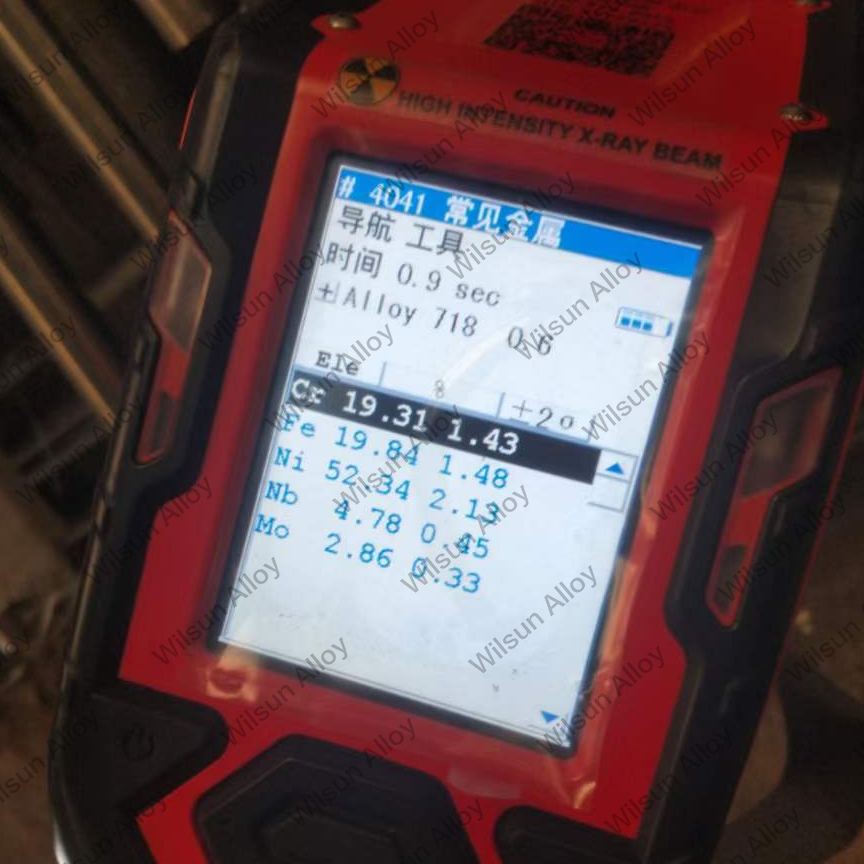 CAUTION
HIGH INTENSITY X-RAY BEAM
# 4041 常见金属
导航 工具
时间 0.9 sec
Alloy 718 0.6
Ele % ±2σ
Cr 19.31 1.43
Fe 19.84 1.48
Ni 52.34 2.13
Nb 4.78 0.45
Mo 2.86 0.33
Wilsun Alloy